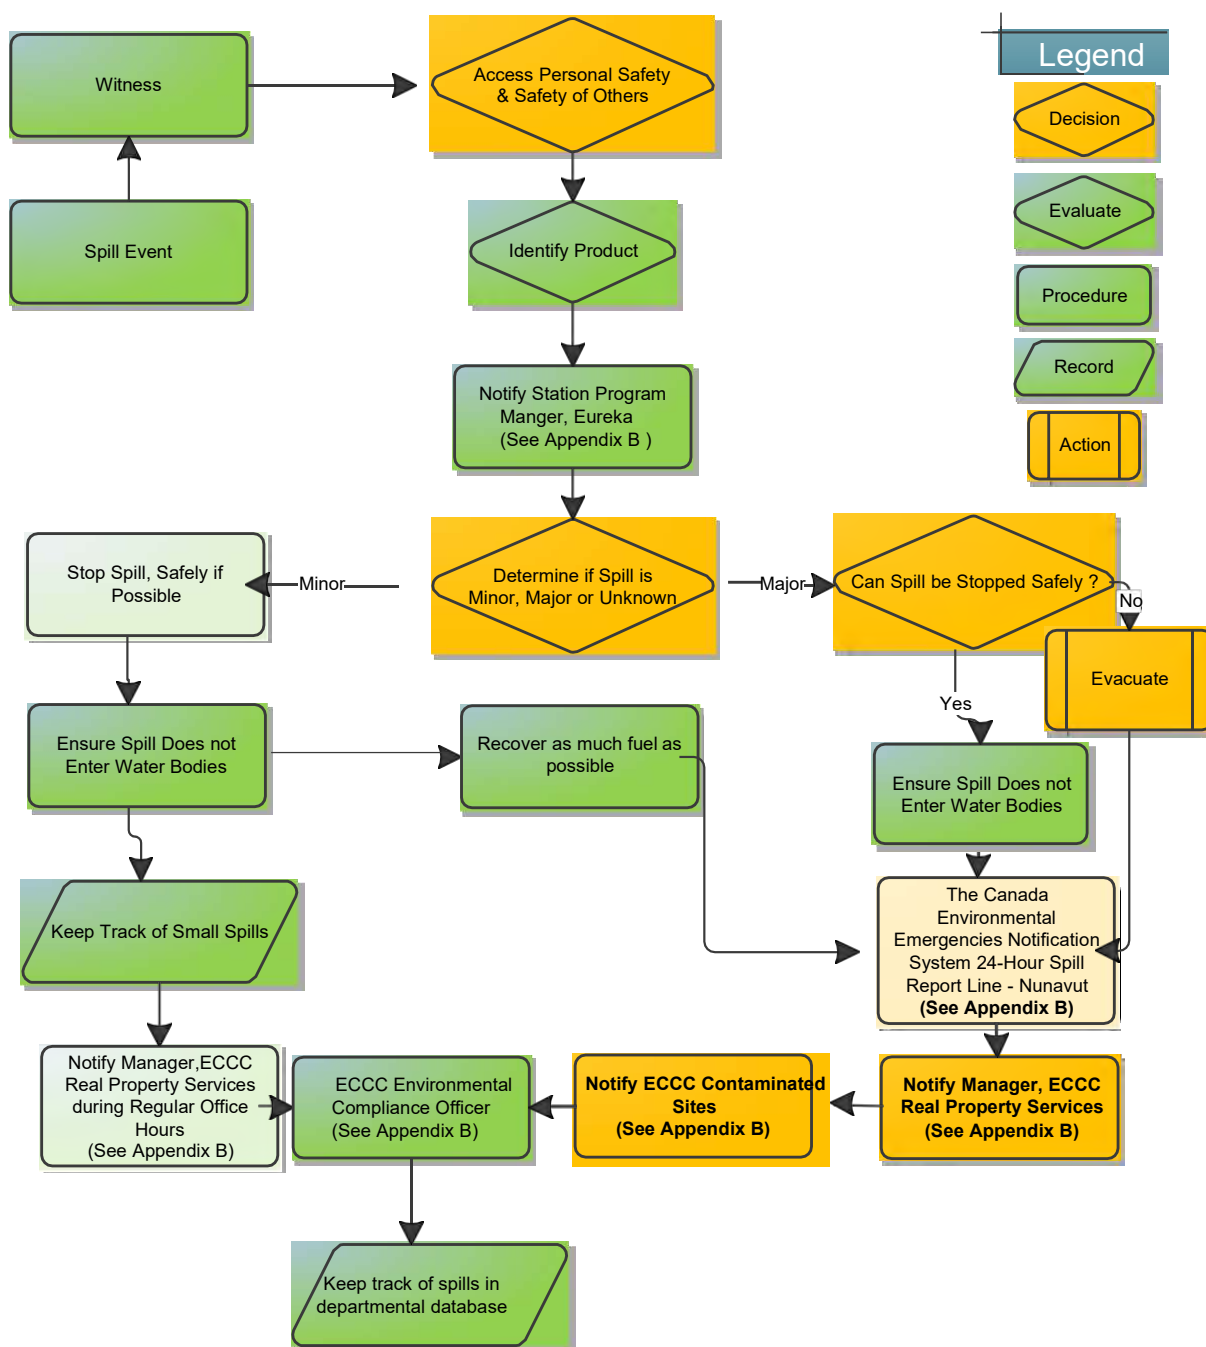 Witness
Access Personal Safety
& Safety of Others
Legend
Decision
Evaluate
Procedure
Record
Action
Spill Event
Identify Product
Notify Station Program
Manger, Eureka
(See Appendix B )
Determine if Spill is
Minor, Major or Unknown
Minor
Major
Stop Spill, Safely if
Possible
Can Spill be Stopped Safely ?
No
Evacuate
Yes
Ensure Spill Does not
Enter Water Bodies
Recover as much fuel as
possible
Ensure Spill Does not
Enter Water Bodies
Keep Track of Small Spills
The Canada
Environmental
Emergencies Notification
System 24-Hour Spill
Report Line - Nunavut
(See Appendix B)
Notify Manager,ECCC
Real Property Services
during Regular Office
Hours
(See Appendix B)
ECCC Environmental
Compliance Officer
(See Appendix B)
Notify ECCC Contaminated
Sites
(See Appendix B)
Notify Manager, ECCC
Real Property Services
(See Appendix B)
Keep track of spills in
departmental database